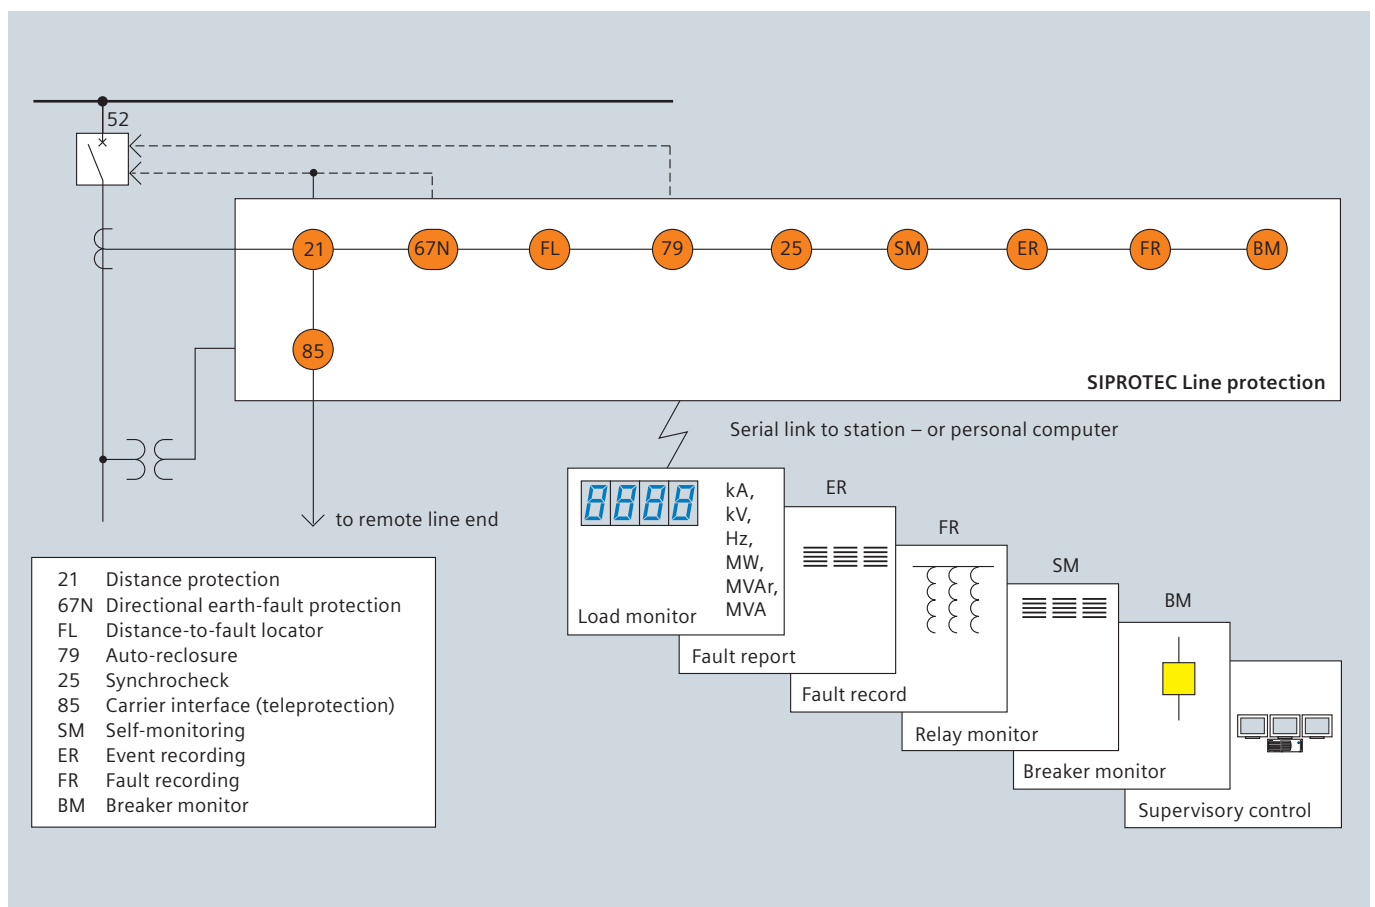 52
21 67N FL 79 25 SM ER FR BM
85
SIPROTEC Line protection
Serial link to station – or personal computer
to remote line end
kA,
kV,
Hz,
MW,
MVAr,
MVA
Load monitor
ER
Fault report
FR
Fault record
SM
Relay monitor
BM
Breaker monitor
Supervisory control
21 Distance protection
67N Directional earth-fault protection
FL Distance-to-fault locator
79 Auto-reclosure
25 Synchrocheck
85 Carrier interface (teleprotection)
SM Self-monitoring
ER Event recording
FR Fault recording
BM Breaker monitor